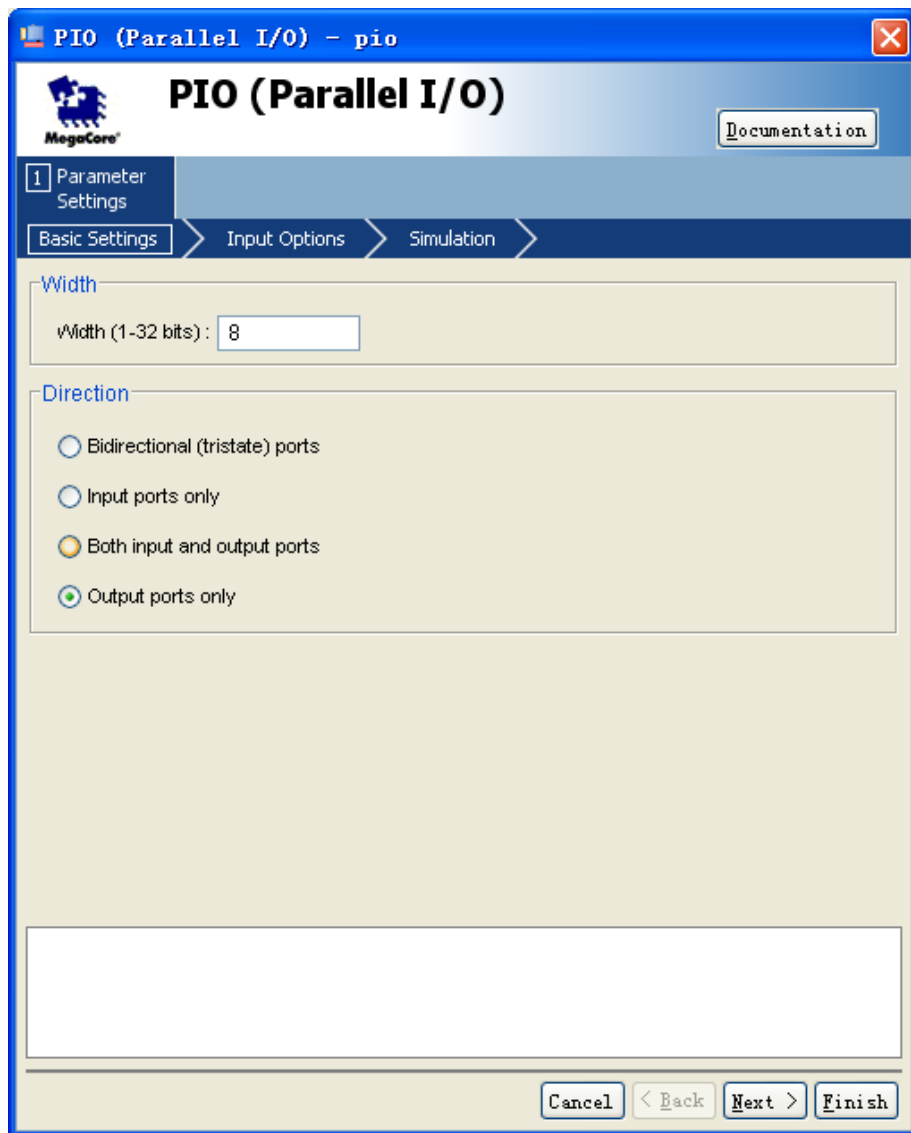 PIO (Parallel I/O) - pio
PIO (Parallel I/O)
MegaCore®
Documentation
1 Parameter
Settings
Basic Settings
Input Options
Simulation
Width
Width (1-32 bits) : 8
Direction
Bidirectional (tristate) ports
Input ports only
Both input and output ports
Output ports only
Cancel
< Back
Next >
Finish